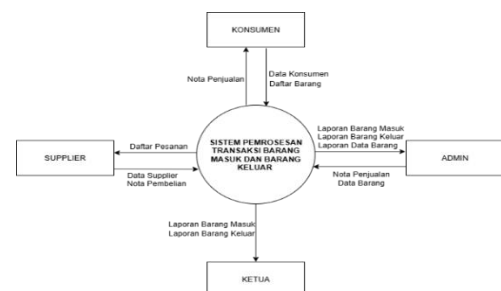 KONSUMEN
Nota Penjualan
Data Konsumen
Daftar Barang
SISTEM PEMROSESAN
TRANSAKSI BARANG
MASUK DAN BARANG
KELUAR
SUPPLIER
Daftar Pesanan
Data Supplier
Nota Pembelian
Laporan Barang Masuk
Laporan Barang Keluar
Laporan Data Barang
ADMIN
Nota Penjualan
Data Barang
Laporan Barang Masuk
Laporan Barang Keluar
KETUA